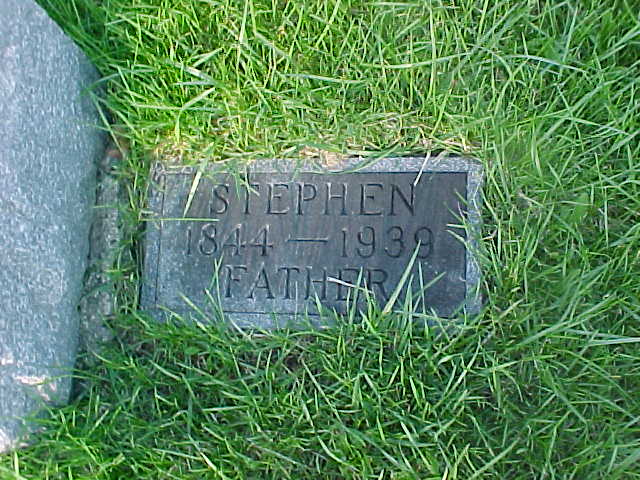 STEPHEN
1844 — 1939
FATHER